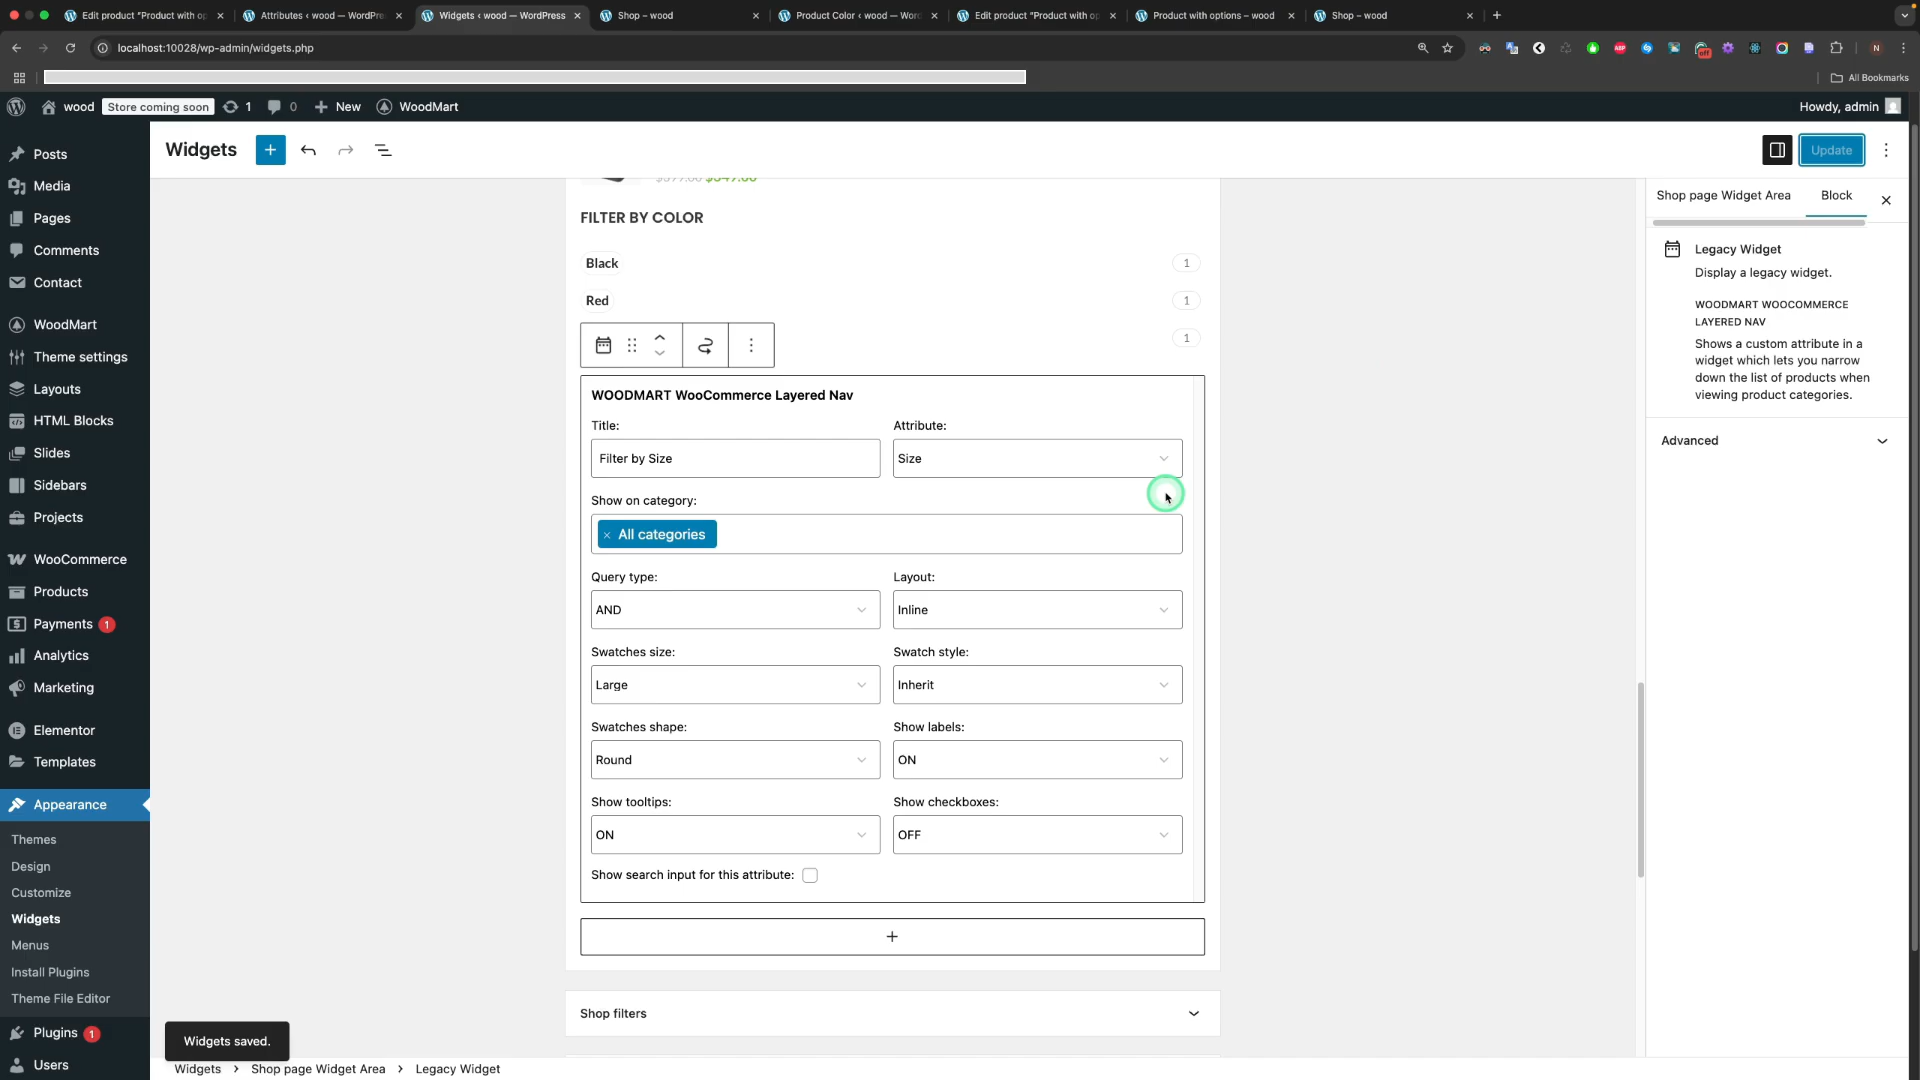 Edit product "Product with op
Attributes ‹ wood — WordPre
Widgets ‹ wood — WordPress
Shop – wood
Product Color ‹ wood — Word
Edit product "Product with op
Product with options – wood
Shop – wood
localhost:10028/wp-admin/widgets.php
All Bookmarks
wood
Store coming soon
1
0
New
WoodMart
Howdy, admin
Posts
Media
Pages
Comments
Contact
WoodMart
Theme settings
Layouts
HTML Blocks
Slides
Sidebars
Projects
WooCommerce
Products
Payments 1
Analytics
Marketing
Elementor
Templates
Appearance
Themes
Design
Customize
Widgets
Menus
Install Plugins
Theme File Editor
Plugins 1
Users
Widgets
Update
FILTER BY COLOR
Black 1
Red 1
1
WOODMART WooCommerce Layered Nav
Title: Attribute:
Filter by Size Size
Show on category:
× All categories
Query type: Layout:
AND Inline
Swatches size: Swatch style:
Large Inherit
Swatches shape: Show labels:
Round ON
Show tooltips: Show checkboxes:
ON OFF
Show search input for this attribute:
Shop filters
Widgets saved.
Widgets › Shop page Widget Area › Legacy Widget
Shop page Widget Area Block
Legacy Widget
Display a legacy widget.
WOODMART WOOCOMMERCE
LAYERED NAV
Shows a custom attribute in a
widget which lets you narrow
down the list of products when
viewing product categories.
Advanced